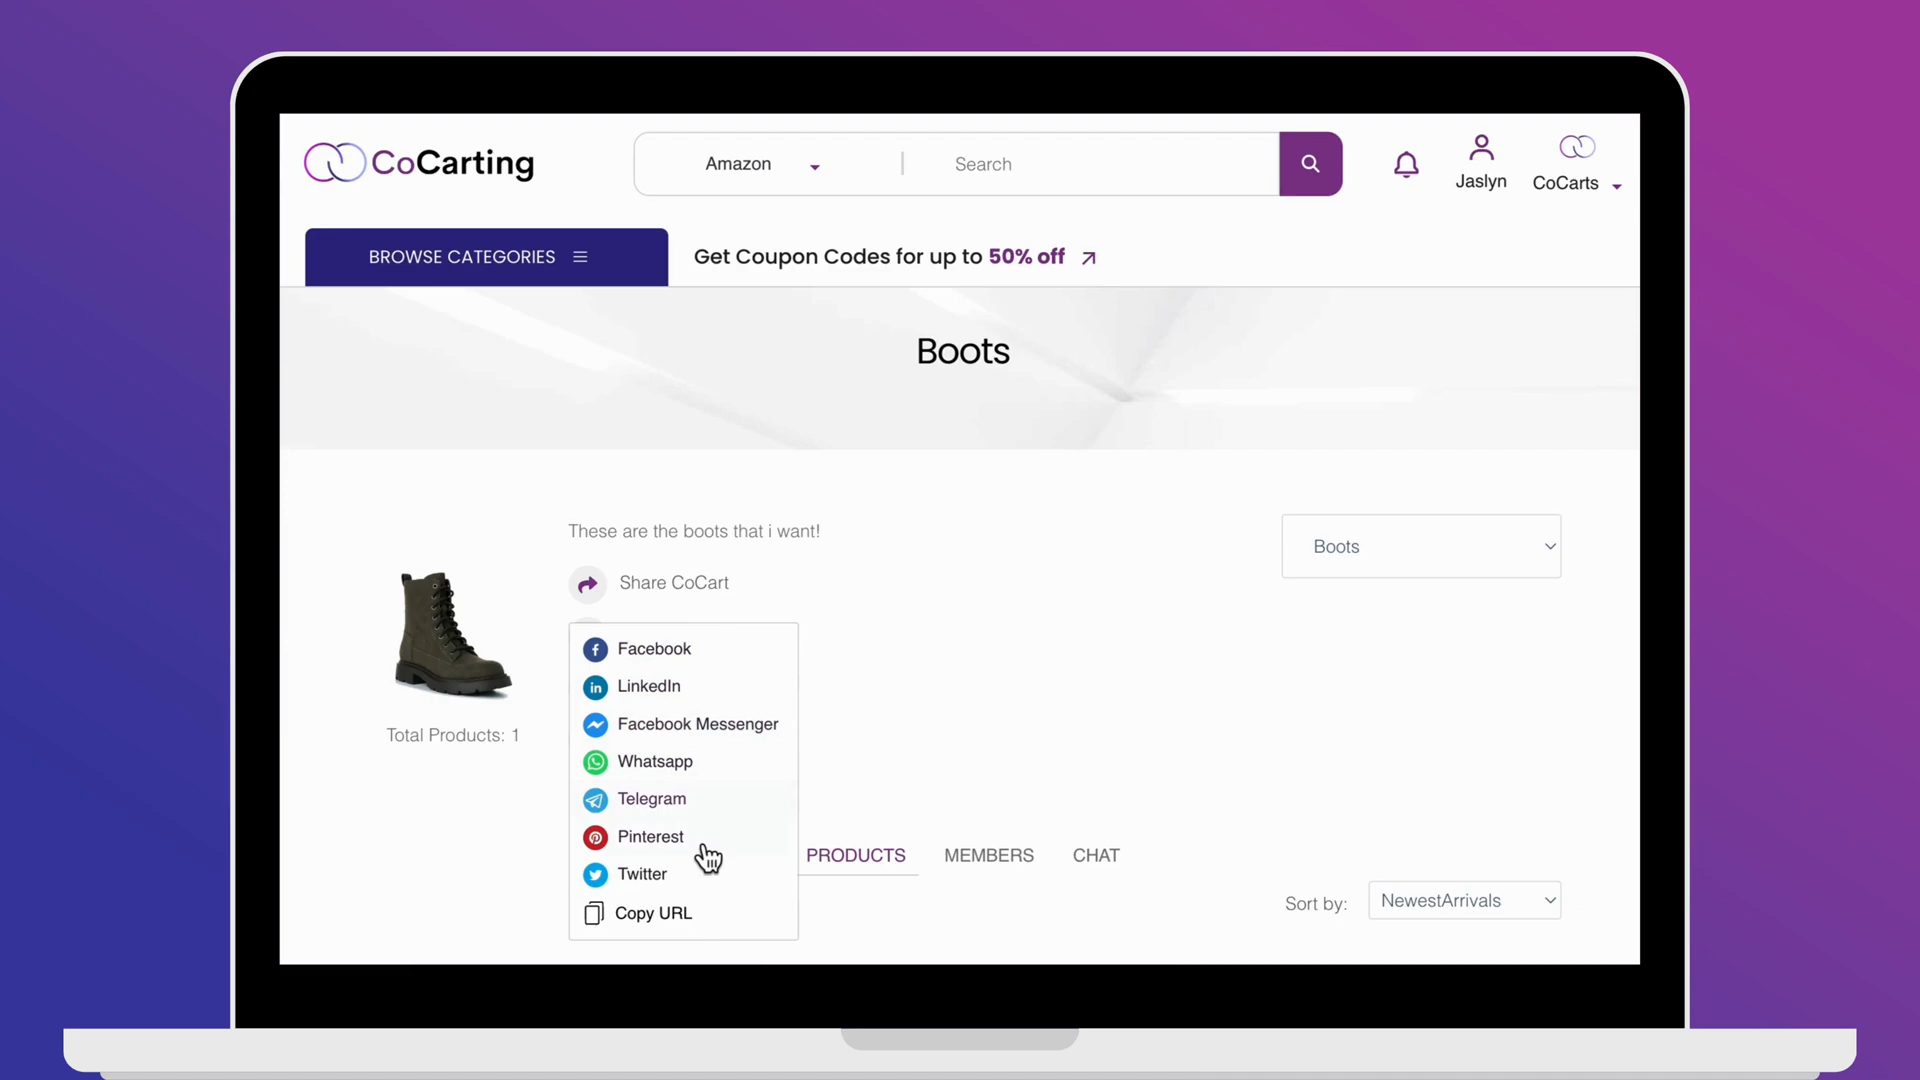 CoCarting
Amazon
Search
Jaslyn
CoCarts
BROWSE CATEGORIES
Get Coupon Codes for up to 50% off
Boots
These are the boots that i want!
Boots
Share CoCart
Facebook
LinkedIn
Facebook Messenger
Whatsapp
Telegram
Pinterest
Twitter
Copy URL
Total Products: 1
PRODUCTS MEMBERS CHAT
Sort by: NewestArrivals